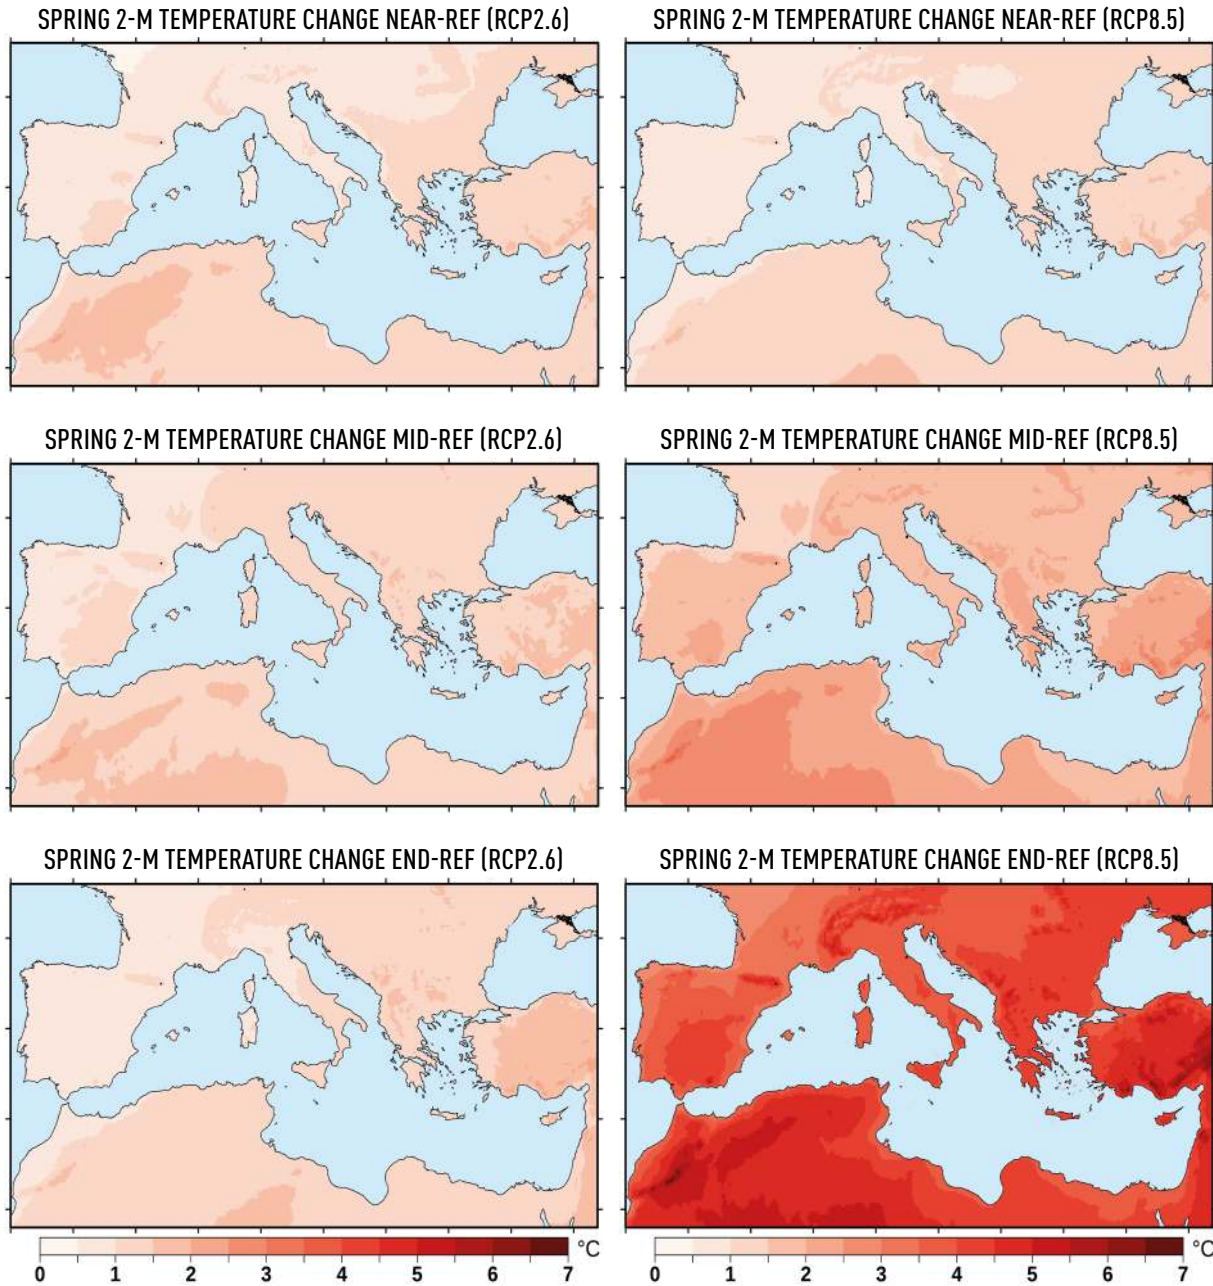 SPRING 2-M TEMPERATURE CHANGE NEAR-REF (RCP2.6)
SPRING 2-M TEMPERATURE CHANGE NEAR-REF (RCP8.5)
SPRING 2-M TEMPERATURE CHANGE MID-REF (RCP2.6)
SPRING 2-M TEMPERATURE CHANGE MID-REF (RCP8.5)
SPRING 2-M TEMPERATURE CHANGE END-REF (RCP2.6)
SPRING 2-M TEMPERATURE CHANGE END-REF (RCP8.5)
°C
0 1 2 3 4 5 6 7
°C
0 1 2 3 4 5 6 7